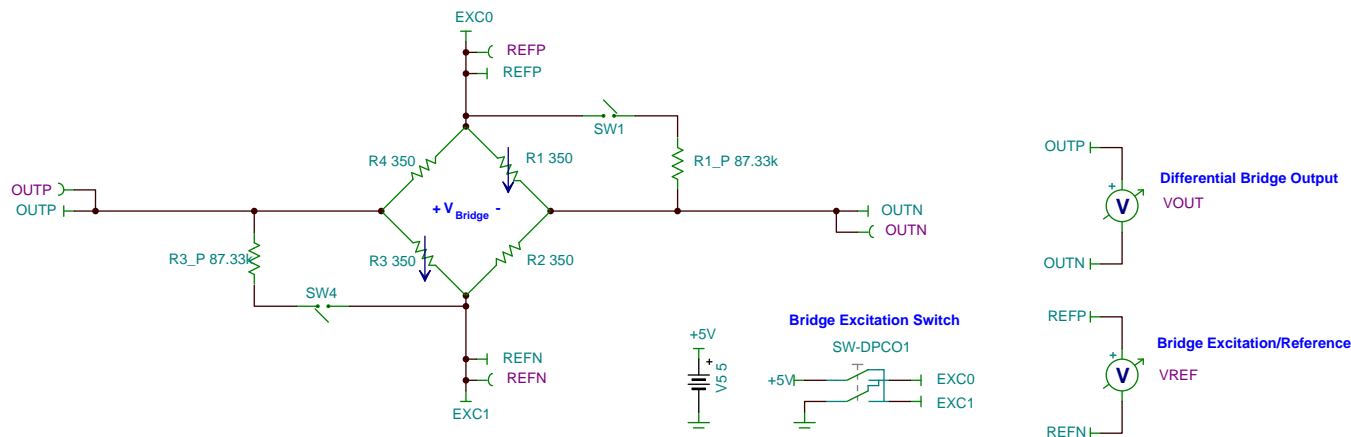 EXC0
REFP
REFP
SW1
R4 350
R1 350
R1_P 87.33k
OUTP
OUTP
+ VBridge -
OUTN
OUTN
R3_P 87.33k
R3 350
R2 350
SW4
REFN
REFN
EXC1
+5V
+
V5 5
Bridge Excitation Switch
SW-DPCO1
+5V
EXC0
EXC1
OUTP
+
V
Differential Bridge Output
VOUT
OUTN
REFP
+
V
Bridge Excitation/Reference
VREF
REFN